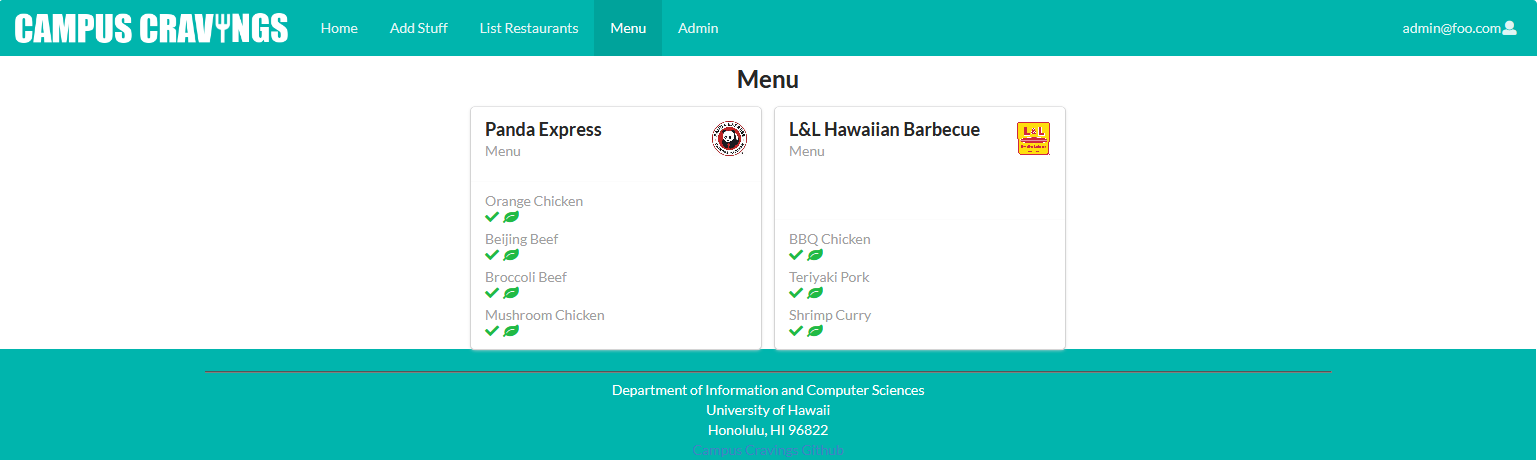 CAMPUS CRAVINGS
Home Add Stuff List Restaurants Menu Admin admin@foo.com
Menu
Panda Express
Menu
Orange Chicken
Beijing Beef
Broccoli Beef
Mushroom Chicken
L&L Hawaiian Barbecue
Menu
L&L
BBQ Chicken
Teriyaki Pork
Shrimp Curry
Department of Information and Computer Sciences
University of Hawaii
Honolulu, HI 96822
Campus Cravings Github